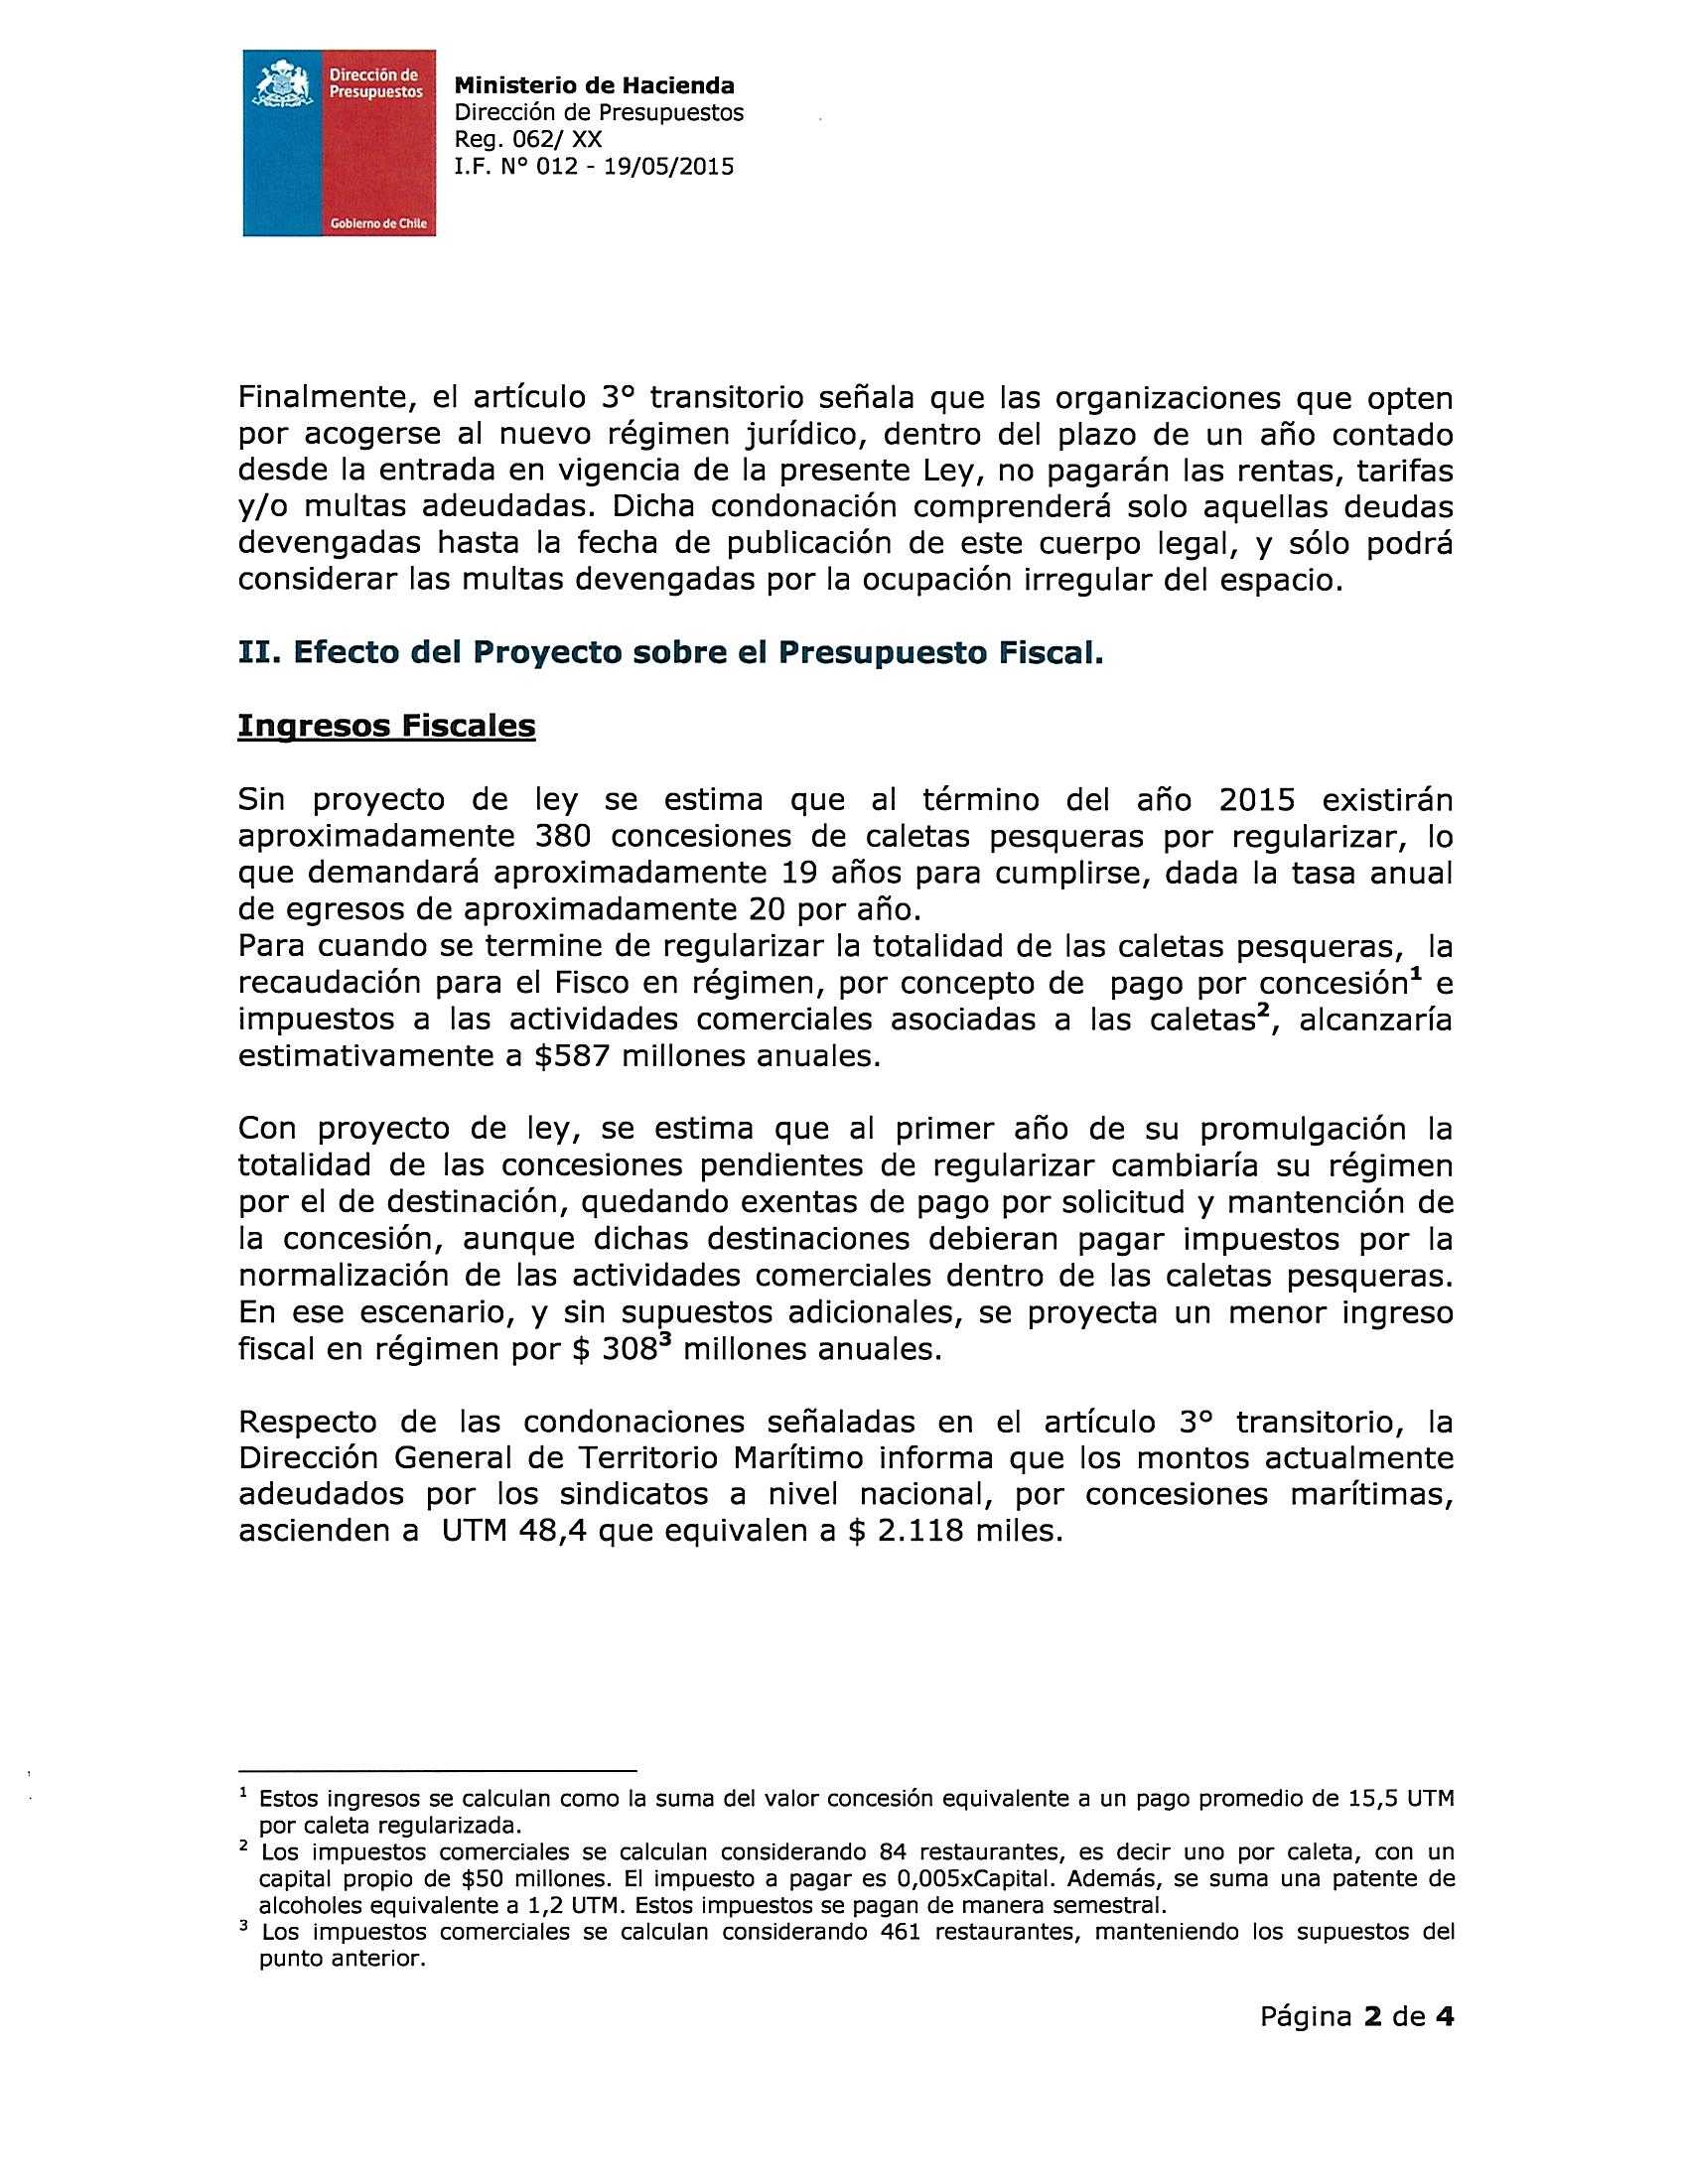 Dirección de
Presupuestos
Gobierno de Chile
Ministerio de Hacienda
Dirección de Presupuestos
Reg. 062/ XX
I.F. Nº 012 - 19/05/2015
Finalmente, el artículo 3º transitorio señala que las organizaciones que opten
por acogerse al nuevo régimen jurídico, dentro del plazo de un año contado
desde la entrada en vigencia de la presente Ley, no pagarán las rentas, tarifas
y/o multas adeudadas. Dicha condonación comprenderá solo aquellas deudas
devengadas hasta la fecha de publicación de este cuerpo legal, y sólo podrá
considerar las multas devengadas por la ocupación irregular del espacio.
II. Efecto del Proyecto sobre el Presupuesto Fiscal.
Ingresos Fiscales
Sin proyecto de ley se estima que al término del año 2015 existirán
aproximadamente 380 concesiones de caletas pesqueras por regularizar, lo
que demandará aproximadamente 19 años para cumplirse, dada la tasa anual
de egresos de aproximadamente 20 por año.
Para cuando se termine de regularizar la totalidad de las caletas pesqueras, la
recaudación para el Fisco en régimen, por concepto de pago por concesión¹ e
impuestos a las actividades comerciales asociadas a las caletas², alcanzaría
estimativamente a $587 millones anuales.
Con proyecto de ley, se estima que al primer año de su promulgación la
totalidad de las concesiones pendientes de regularizar cambiaría su régimen
por el de destinación, quedando exentas de pago por solicitud y mantención de
la concesión, aunque dichas destinaciones debieran pagar impuestos por la
normalización de las actividades comerciales dentro de las caletas pesqueras.
En ese escenario, y sin supuestos adicionales, se proyecta un menor ingreso
fiscal en régimen por $ 308³ millones anuales.
Respecto de las condonaciones señaladas en el artículo 3º transitorio, la
Dirección General de Territorio Marítimo informa que los montos actualmente
adeudados por los sindicatos a nivel nacional, por concesiones marítimas,
ascienden a UTM 48,4 que equivalen a $ 2.118 miles.
¹ Estos ingresos se calculan como la suma del valor concesión equivalente a un pago promedio de 15,5 UTM
por caleta regularizada.
² Los impuestos comerciales se calculan considerando 84 restaurantes, es decir uno por caleta, con un
capital propio de $50 millones. El impuesto a pagar es 0,005xCapital. Además, se suma una patente de
alcoholes equivalente a 1,2 UTM. Estos impuestos se pagan de manera semestral.
³ Los impuestos comerciales se calculan considerando 461 restaurantes, manteniendo los supuestos del
punto anterior.
Página 2 de 4